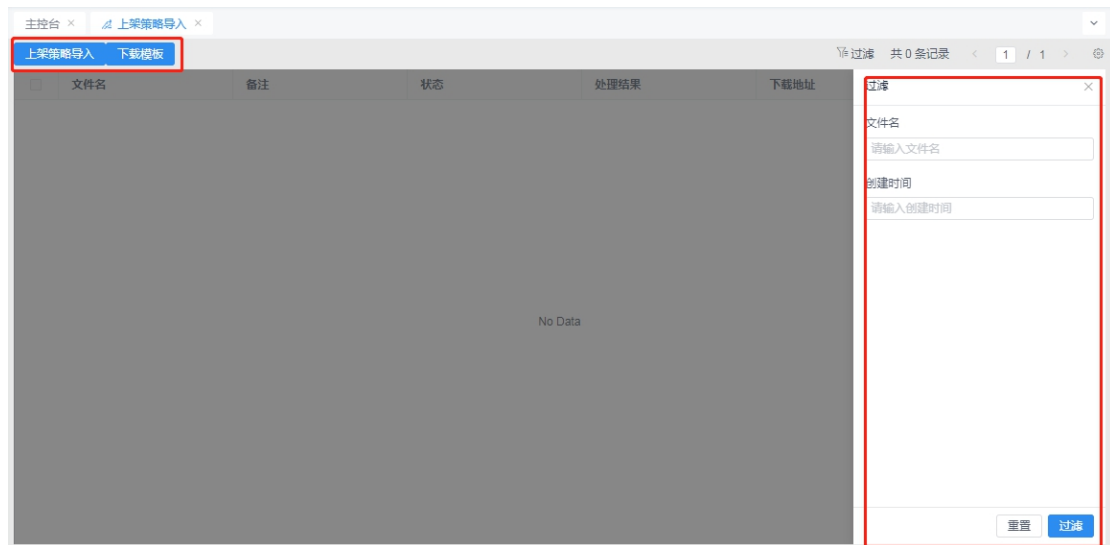 主控台 × 上架策略导入 ×
上架策略导入 下载模板 过滤 共 0 条记录 < 1 / 1 >
文件名 备注 状态 处理结果 下载地址 过滤 ×
文件名
请输入文件名
创建时间
请输入创建时间
No Data
重置 过滤